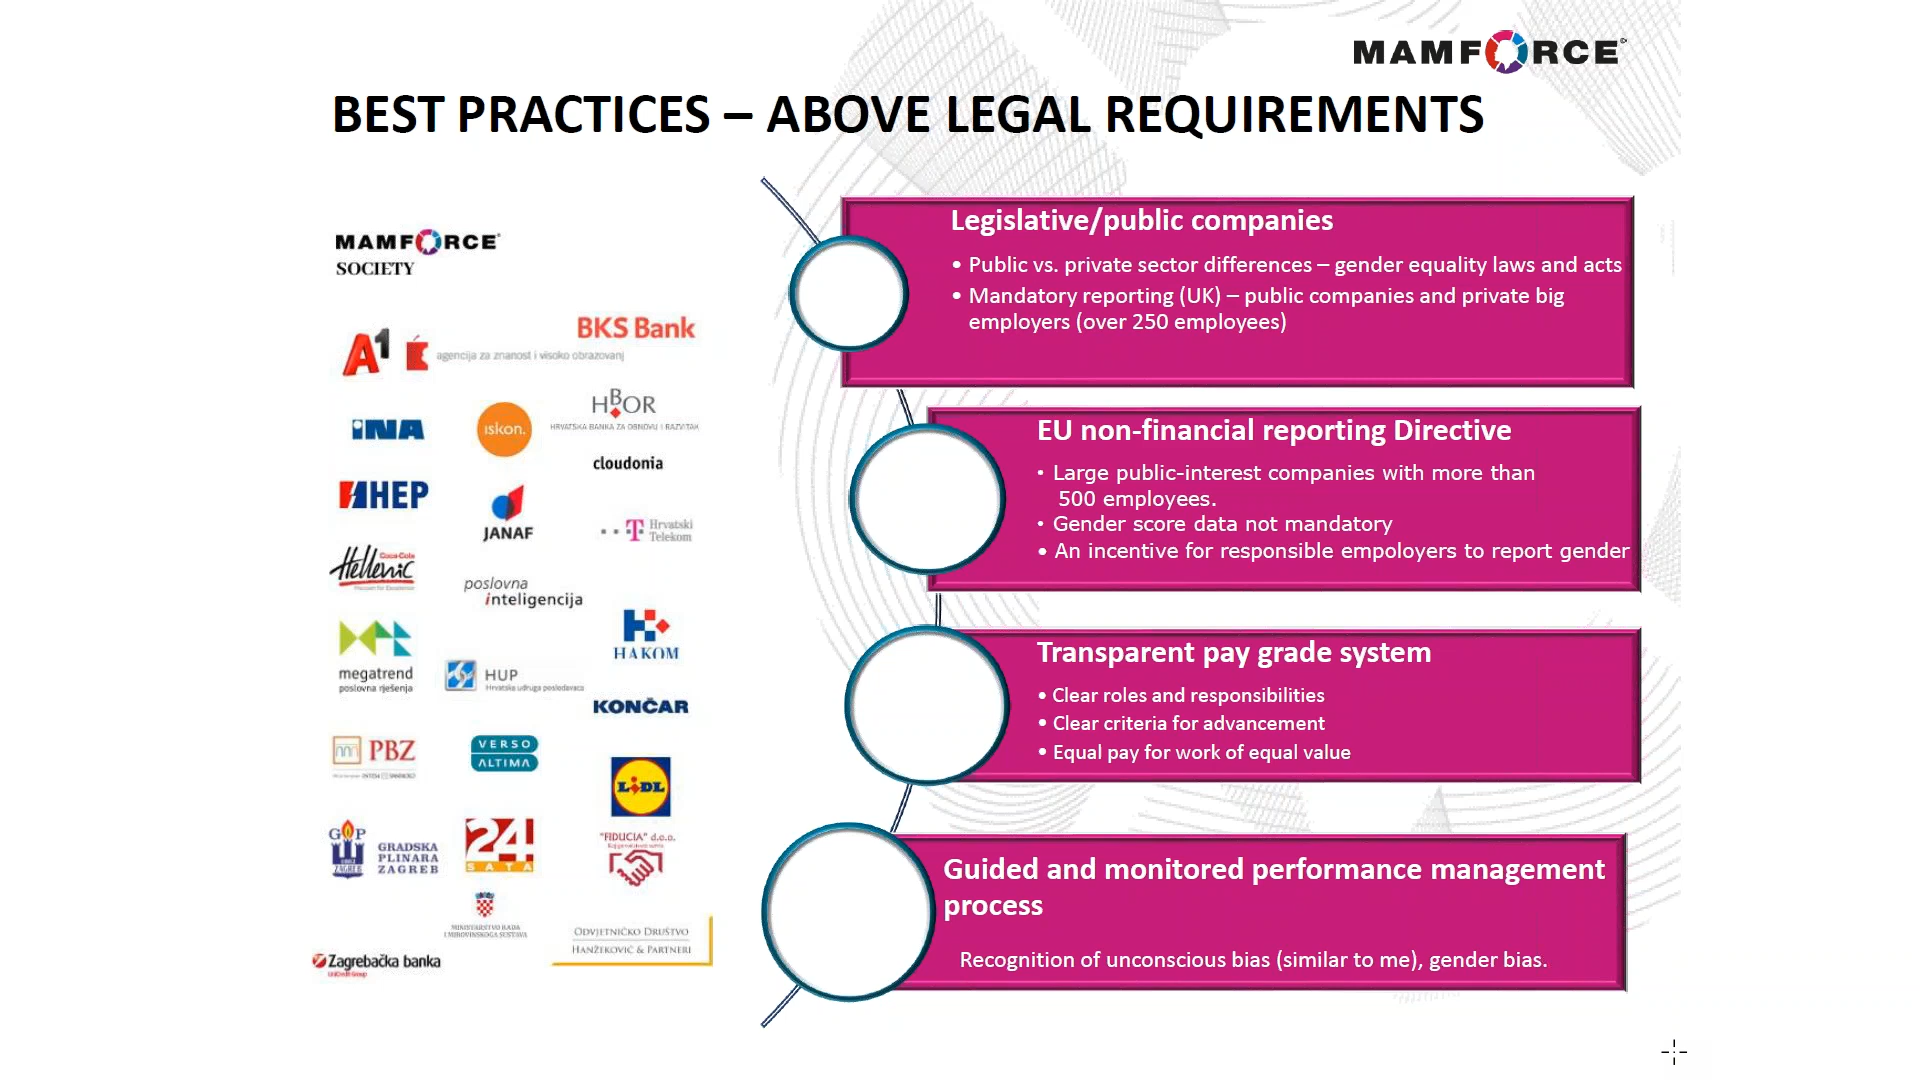 MAMFORCE
BEST PRACTICES – ABOVE LEGAL REQUIREMENTS
MAMFORCE
SOCIETY
A1
agencija za znanost i visoko obrazovanj
BKS Bank
INA
iskon.
HBOR
HRVATSKA BANKA ZA OBNOVU I RAZVITAK
cloudonia
HEP
JANAF
T Hrvatski
Telekom
Coca-Cola
Hellenic
poslovna
inteligencija
HAKOM
megatrend
poslovna rješenja
HUP
Hrvatska udruga poslodavaca
KONČAR
PBZ
VERSO
ALTIMA
LIDL
GP
ZAGREB
GRADSKA
PLINARA
ZAGREB
24
SATA
"FIDUCIA" d.o.o.
MINISTARSTVO RADA
I MIROVINSKOGA SUSTAVA
ODVJETNIČKO DRUŠTVO
HANŽEKOVIĆ & PARTNERI
Zagrebačka banka
UniCredit Group
Legislative/public companies
• Public vs. private sector differences – gender equality laws and acts
• Mandatory reporting (UK) – public companies and private big
employers (over 250 employees)
EU non-financial reporting Directive
• Large public-interest companies with more than
500 employees.
• Gender score data not mandatory
• An incentive for responsible empoloyers to report gender
Transparent pay grade system
• Clear roles and responsibilities
• Clear criteria for advancement
• Equal pay for work of equal value
Guided and monitored performance management
process
Recognition of unconscious bias (similar to me), gender bias.